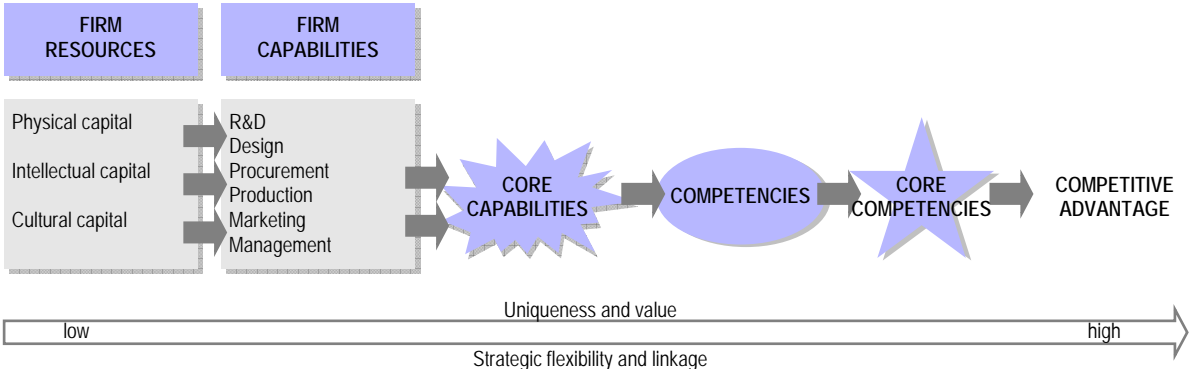 FIRM
RESOURCES
FIRM
CAPABILITIES
Physical capital
Intellectual capital
Cultural capital
R&D
Design
Procurement
Production
Marketing
Management
CORE
CAPABILITIES
COMPETENCIES
CORE
COMPETENCIES
COMPETITIVE
ADVANTAGE
Uniqueness and value
low
high
Strategic flexibility and linkage